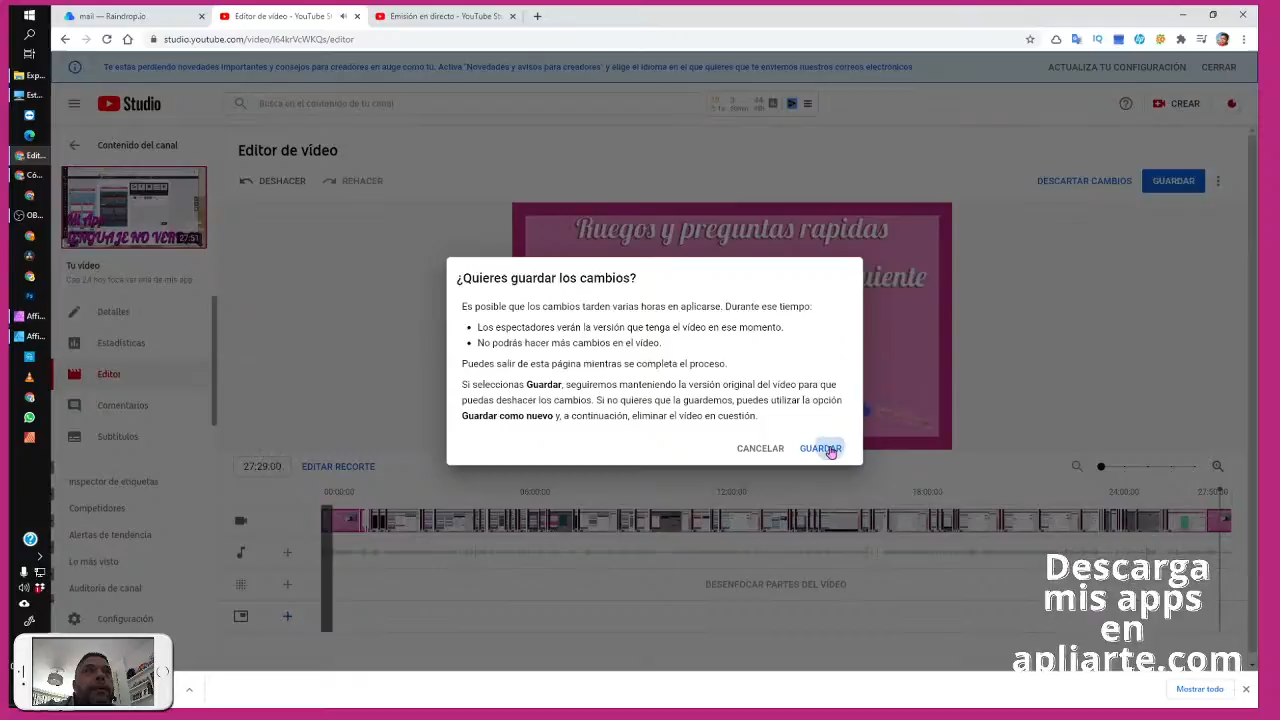 mail — Raindrop.io
Editor de vídeo - YouTube St
Emisión en directo - YouTube Stu
studio.youtube.com/video/l64krVcWKQs/editor
Te estás perdiendo novedades importantes y consejos para creadores en auge como tú. Activa "Novedades y avisos para creadores" y elige el idioma en el que quieres que te enviemos nuestros correos electrónicos
ACTUALIZA TU CONFIGURACIÓN
CERRAR
Studio
Busca en el contenido de tu canal
CREAR
Contenido del canal
Editor de vídeo
DESHACER
REHACER
DESCARTAR CAMBIOS
GUARDAR
27:51
Tu vídeo
Detalles
Estadísticas
Editor
Comentarios
Subtítulos
Inspector de etiquetas
Competidores
Alertas de tendencia
Lo más visto
Auditoría de canal
Configuración
Ruegos y preguntas rapidas
¿Quieres guardar los cambios?
Es posible que los cambios tarden varias horas en aplicarse. Durante ese tiempo:
• Los espectadores verán la versión que tenga el vídeo en ese momento.
• No podrás hacer más cambios en el vídeo.
Puedes salir de esta página mientras se completa el proceso.
Si seleccionas Guardar, seguiremos manteniendo la versión original del vídeo para que
puedas deshacer los cambios. Si no quieres que la guardemos, puedes utilizar la opción
Guardar como nuevo y, a continuación, eliminar el vídeo en cuestión.
CANCELAR
GUARDAR
27:29:00
EDITAR RECORTE
00:00:00
06:00:00
12:00:00
18:00:00
24:00:00
27:50:00
DESENFOCAR PARTES DEL VÍDEO
Descarga
mis apps
en
apliarte.com
Mostrar todo